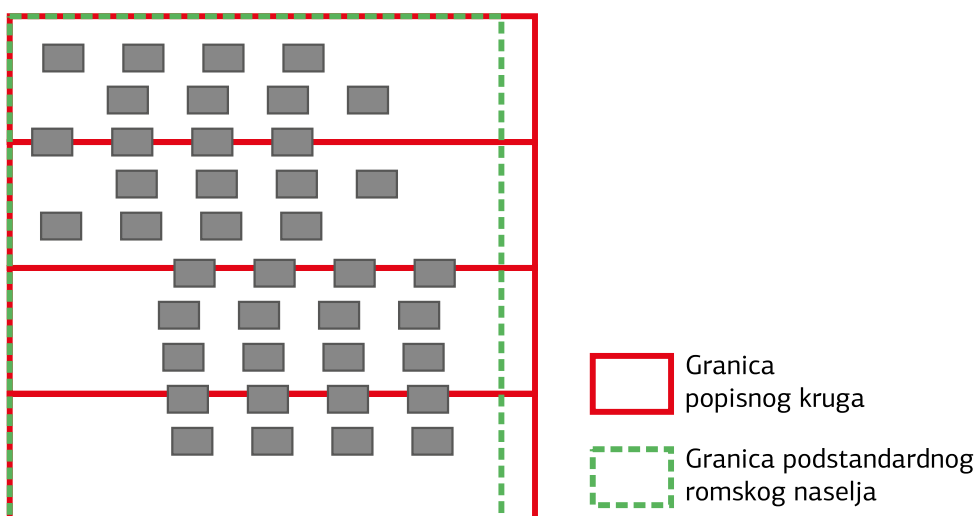 Granica
popisnog kruga
Granica podstandardnog
romskog naselja